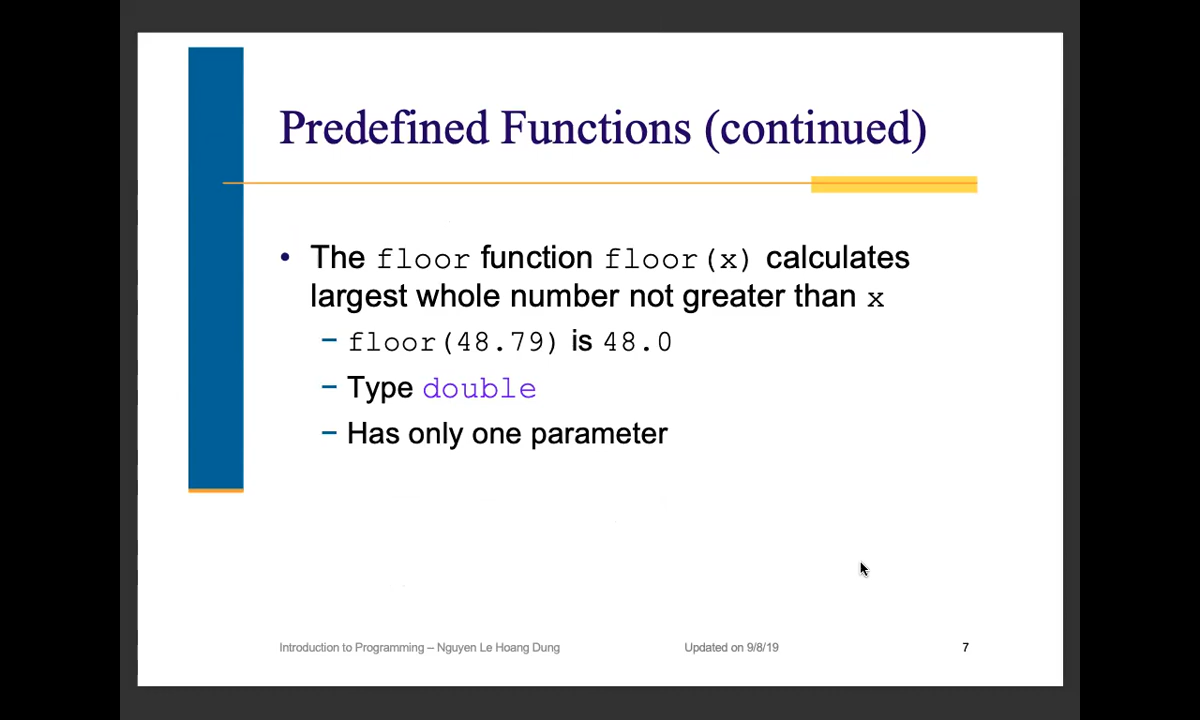 Predefined Functions (continued)
• The floor function floor(x) calculates
largest whole number not greater than x
– floor(48.79) is 48.0
– Type double
– Has only one parameter
Introduction to Programming – Nguyen Le Hoang Dung Updated on 9/8/19 7